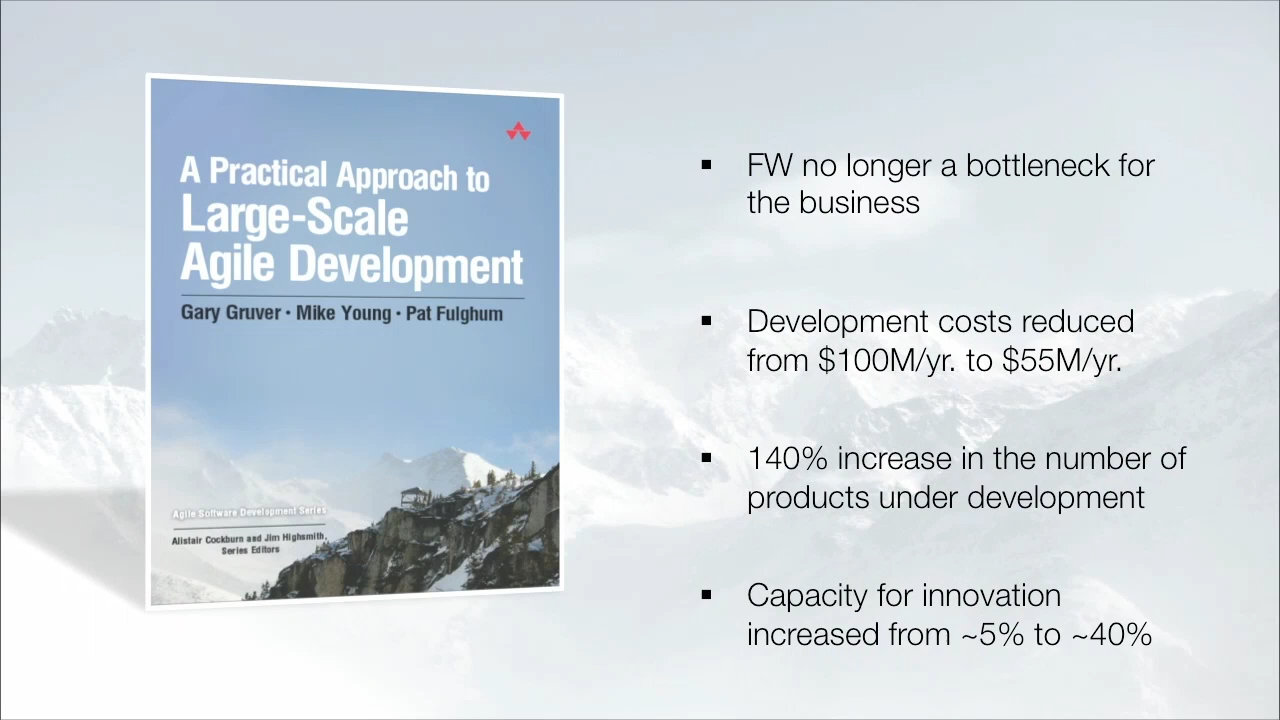 A Practical Approach to
Large-Scale
Agile Development
Gary Gruver • Mike Young • Pat Fulghum
Agile Software Development Series
Alistair Cockburn and Jim Highsmith,
Series Editors
▪ FW no longer a bottleneck for
the business
▪ Development costs reduced
from $100M/yr. to $55M/yr.
▪ 140% increase in the number of
products under development
▪ Capacity for innovation
increased from ~5% to ~40%